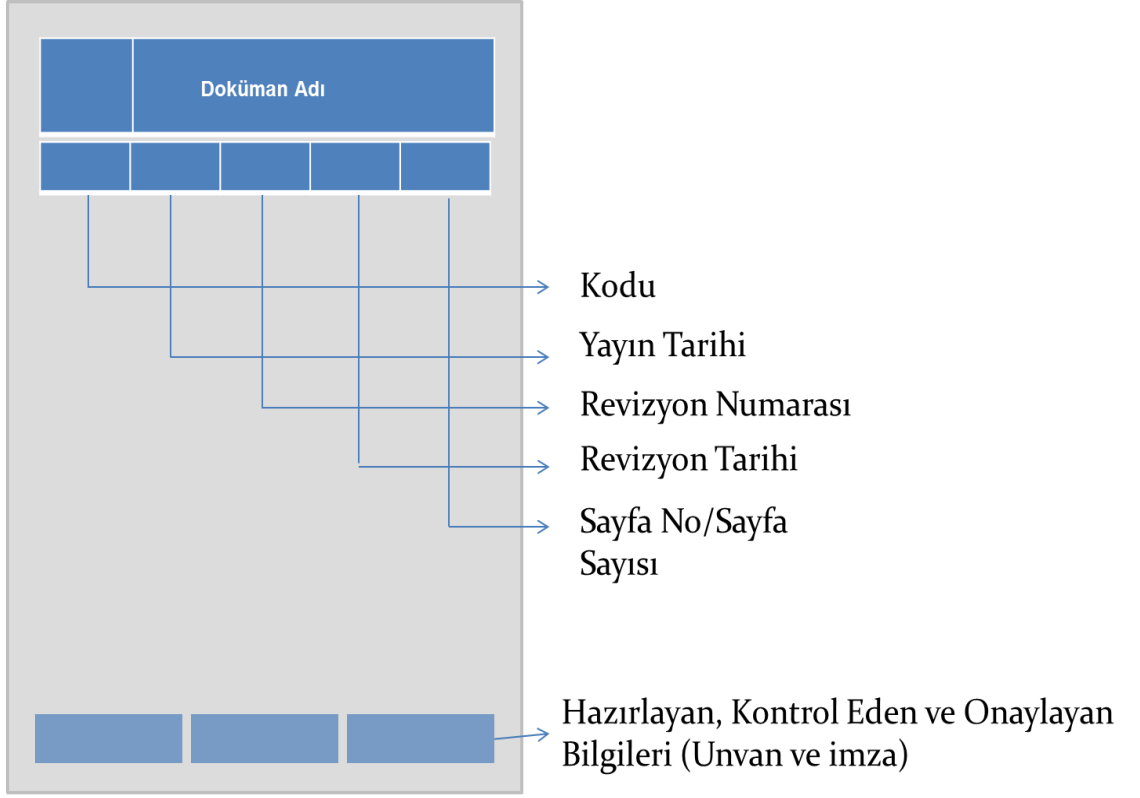 Doküman Adı
Kodu
Yayın Tarihi
Revizyon Numarası
Revizyon Tarihi
Sayfa No/Sayfa
Sayısı
Hazırlayan, Kontrol Eden ve Onaylayan
Bilgileri (Unvan ve imza)